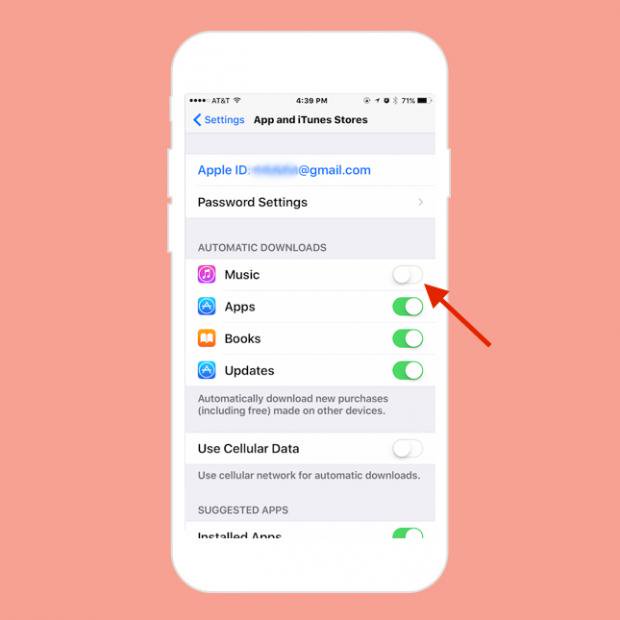 AT&T 4:39 PM 71%
Settings App and iTunes Stores
Apple ID: @gmail.com
Password Settings
AUTOMATIC DOWNLOADS
Music
Apps
Books
Updates
Automatically download new purchases
(including free) made on other devices.
Use Cellular Data
Use cellular network for automatic downloads.
SUGGESTED APPS
Installed Apps